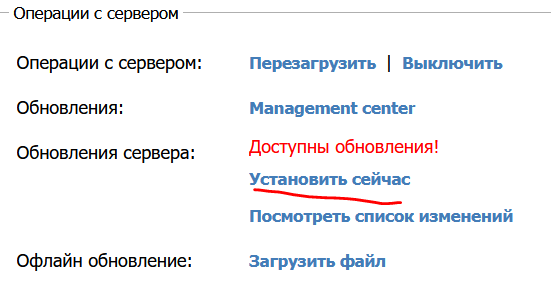 Операции с сервером
Операции с сервером: Перезагрузить | Выключить
Обновления: Management center
Обновления сервера: Доступны обновления!
Установить сейчас
Посмотреть список изменений
Офлайн обновление: Загрузить файл